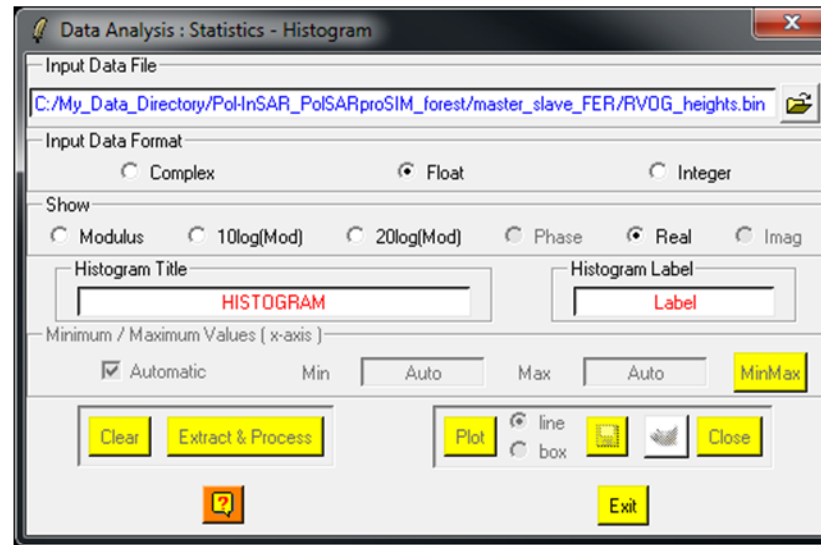 Data Analysis : Statistics - Histogram
Input Data File
C:/My_Data_Directory/Pol-InSAR_PolSARproSIM_forest/master_slave_FER/RVOG_heights.bin
Input Data Format
Complex Float Integer
Show
Modulus 10log(Mod) 20log(Mod) Phase Real Imag
Histogram Title Histogram Label
HISTOGRAM Label
Minimum / Maximum Values ( x-axis )
Automatic Min Auto Max Auto MinMax
Clear Extract & Process Plot line box Close
? Exit